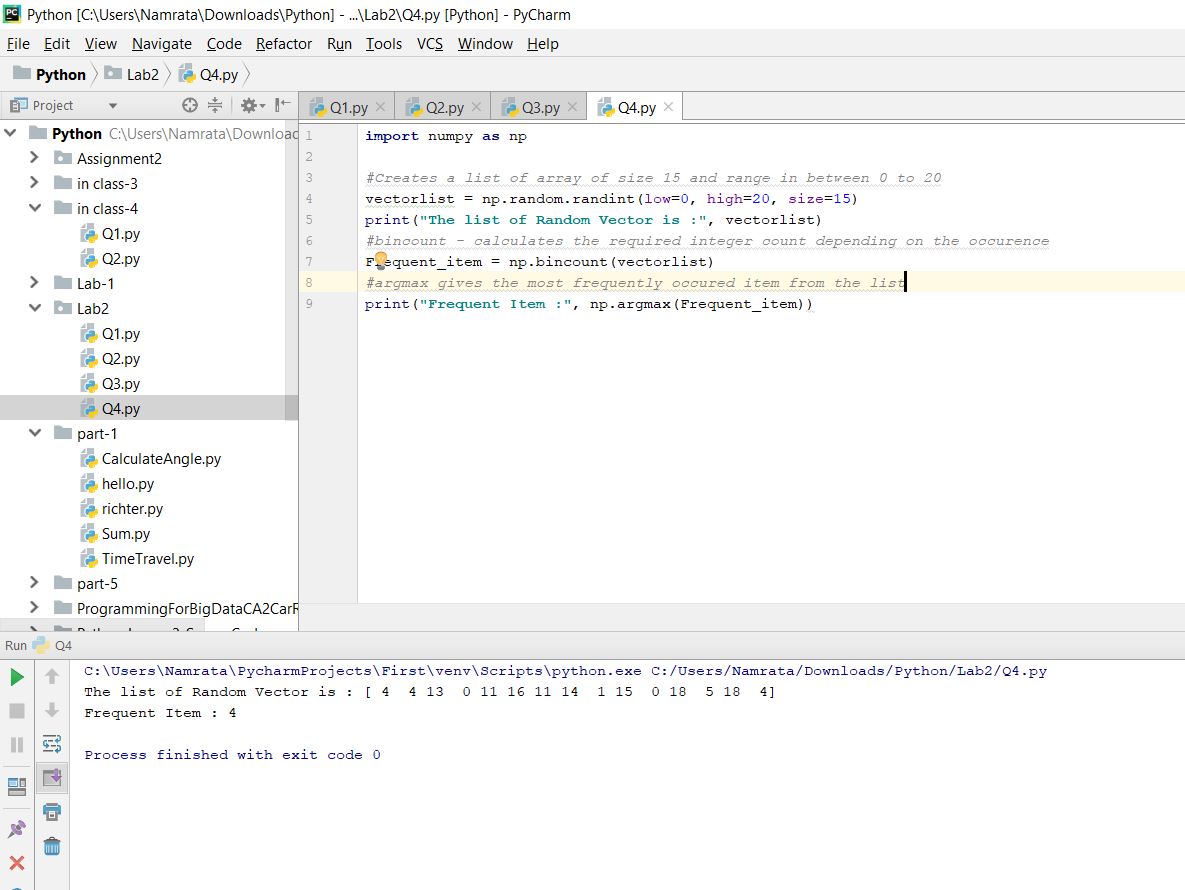 PC Python [C:\Users\Namrata\Downloads\Python] - ...\Lab2\Q4.py [Python] - PyCharm
File Edit View Navigate Code Refactor Run Tools VCS Window Help
Python Lab2 Q4.py
Project
Q1.py Q2.py Q3.py Q4.py
Python C:\Users\Namrata\Downloac
Assignment2
in class-3
in class-4
Q1.py
Q2.py
Lab-1
Lab2
Q1.py
Q2.py
Q3.py
Q4.py
part-1
CalculateAngle.py
hello.py
richter.py
Sum.py
TimeTravel.py
part-5
ProgrammingForBigDataCA2CarR
1 import numpy as np
2
3 #Creates a list of array of size 15 and range in between 0 to 20
4 vectorlist = np.random.randint(low=0, high=20, size=15)
5 print("The list of Random Vector is :", vectorlist)
6 #bincount - calculates the required integer count depending on the occurence
7 Frequent_item = np.bincount(vectorlist)
8 #argmax gives the most frequently occured item from the list
9 print("Frequent Item :", np.argmax(Frequent_item))
Run Q4
C:\Users\Namrata\PycharmProjects\First\venv\Scripts\python.exe C:/Users/Namrata/Downloads/Python/Lab2/Q4.py
The list of Random Vector is : [ 4  4 13  0 11 16 11 14  1 15  0 18  5 18  4]
Frequent Item : 4
Process finished with exit code 0